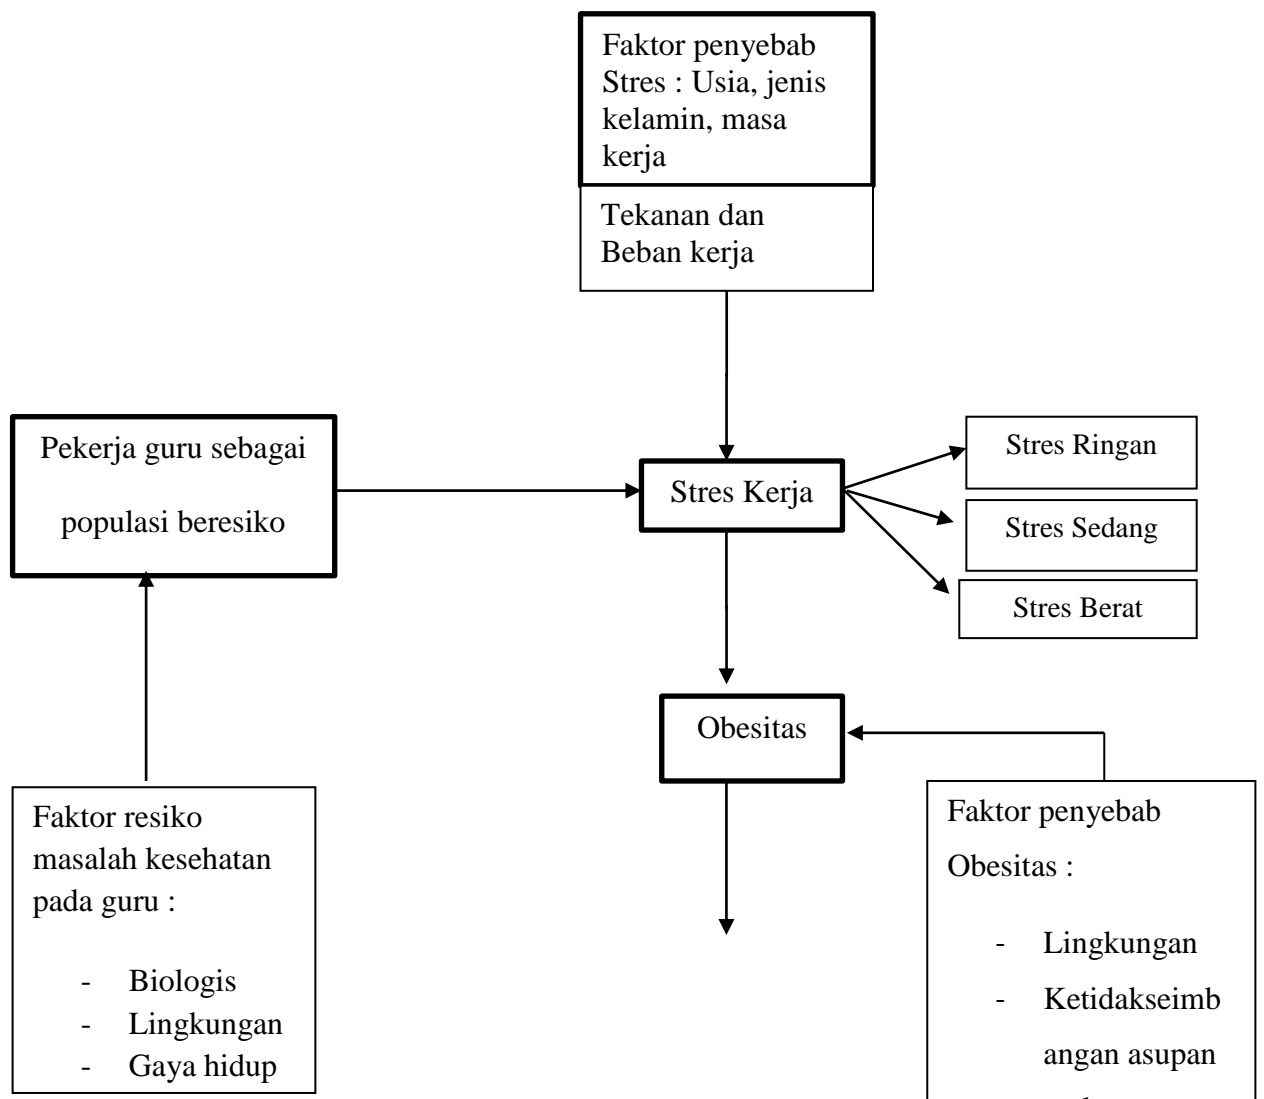 Faktor penyebab
Stres : Usia, jenis
kelamin, masa
kerja
Tekanan dan
Beban kerja
Pekerja guru sebagai
populasi beresiko
Stres Kerja
Stres Ringan
Stres Sedang
Stres Berat
Obesitas
Faktor resiko
masalah kesehatan
pada guru :
- Biologis
- Lingkungan
- Gaya hidup
Faktor penyebab
Obesitas :
- Lingkungan
- Ketidakseimb
angan asupan